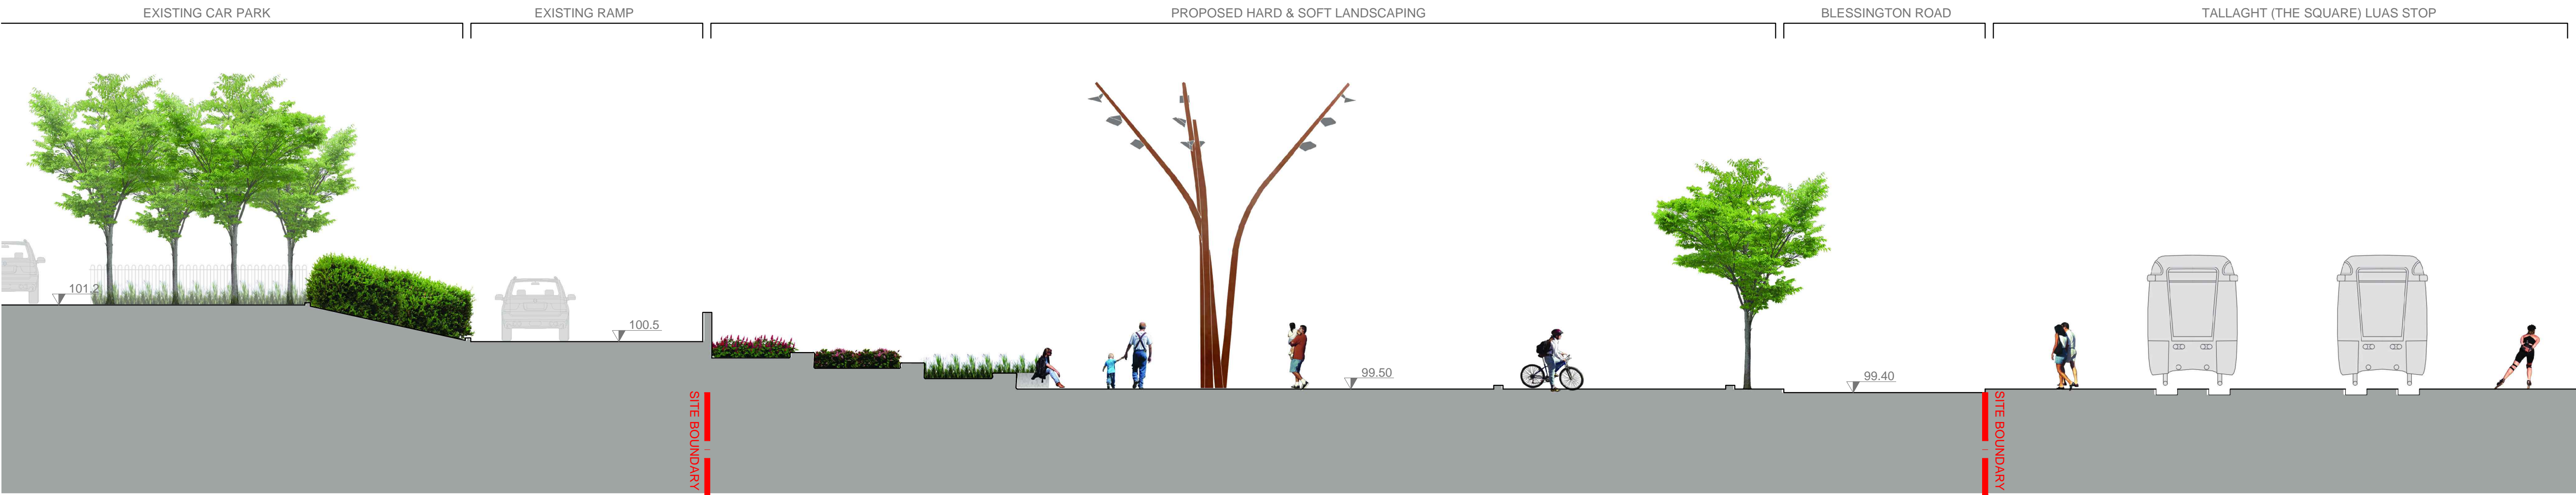 EXISTING CAR PARK
EXISTING RAMP
PROPOSED HARD & SOFT LANDSCAPING
BLESSINGTON ROAD
TALLAGHT (THE SQUARE) LUAS STOP
101.2
100.5
99.50
99.40
SITE BOUNDARY
SITE BOUNDARY